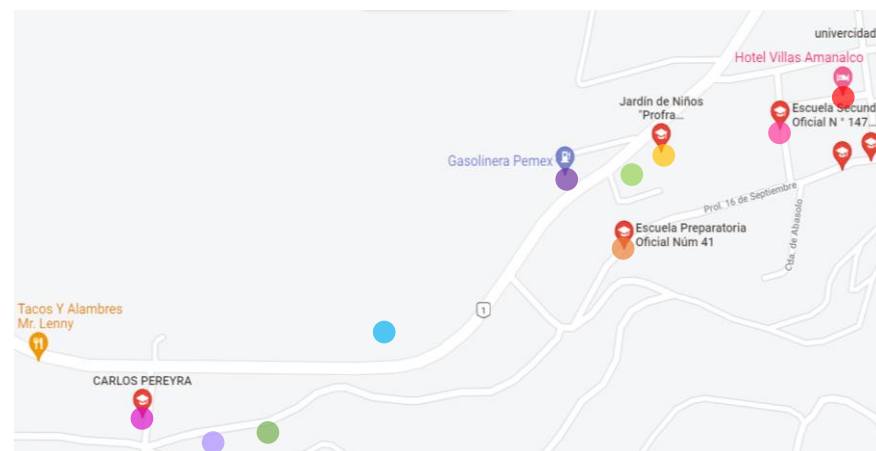 univercidad
Hotel Villas Amanalco
Jardín de Niños
"Profra...
Escuela Secund
Oficial N ° 147...
Gasolinera Pemex
Prol. 16 de Septiembre
Cda. de Abasolo
Escuela Preparatoria
Oficial Núm 41
1
Tacos Y Alambres
Mr. Lenny
CARLOS PEREYRA